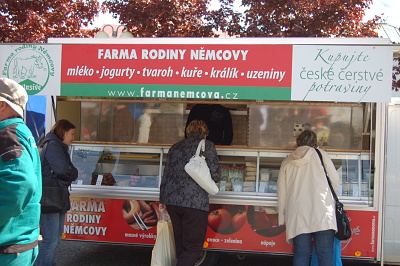 FARMA RODINY NĚMCOVY
mléko • jogurty • tvaroh • kuře • králík • uzeniny
www.farmanemcova.cz
Kupujte
české čerstvé
potraviny
FARMA
RODINY NĚMCOVY